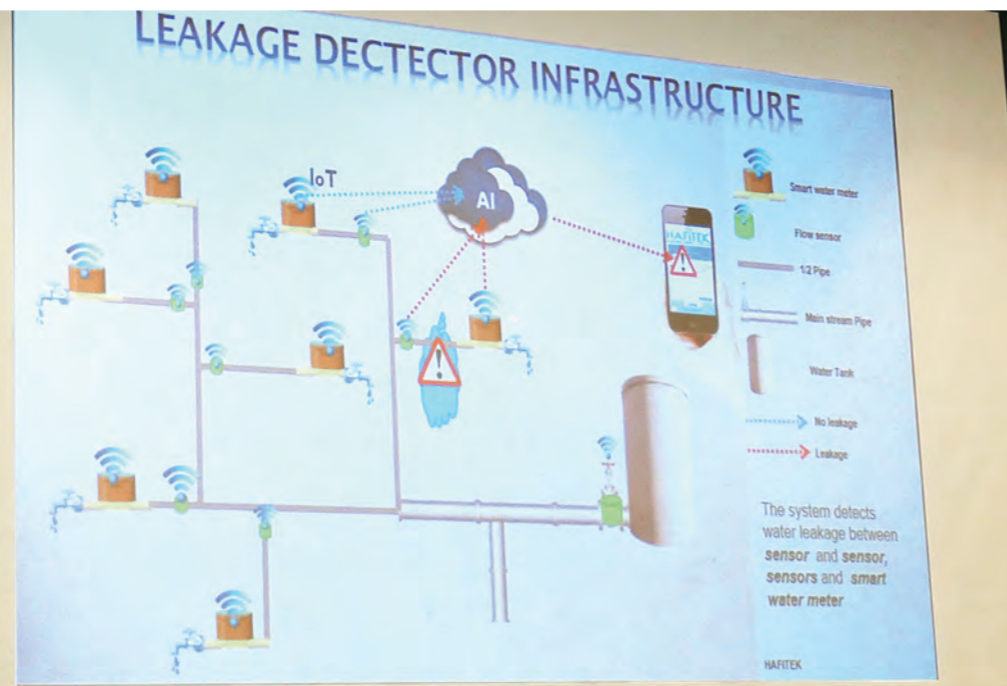 LEAKAGE DECTECTOR INFRASTRUCTURE
IoT
AI
HAFITEK
Smart water meter
Flow sensor
1/2 Pipe
Main stream Pipe
Water Tank
No leakage
Leakage
The system detects
water leakage between
sensor and sensor,
sensors and smart
water meter
HAFITEK